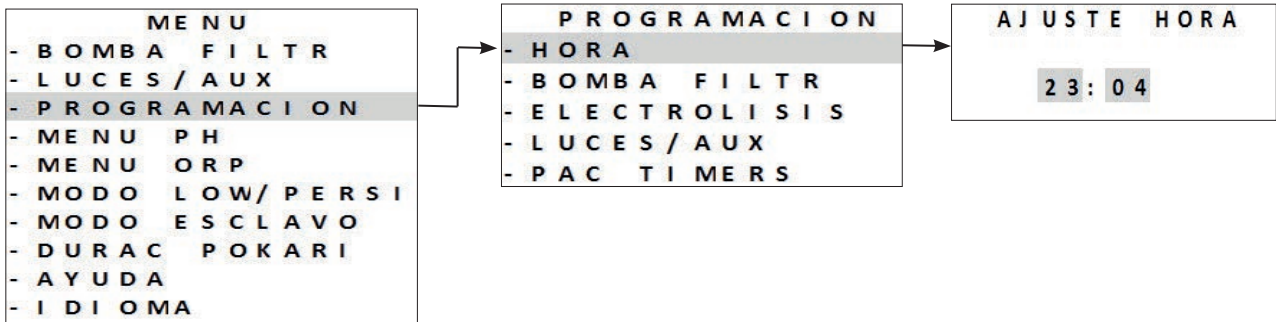 MENU
- BOMBA FILTR
- LUCES/AUX
- PROGRAMACION
- MENU PH
- MENU ORP
- MODO LOW/PERSI
- MODO ESCLAVO
- DURAC POKARI
- AYUDA
- IDIOMA
PROGRAMACION
- HORA
- BOMBA FILTR
- ELECTROLISIS
- LUCES/AUX
- PAC TIMERS
AJUSTE HORA
23:04